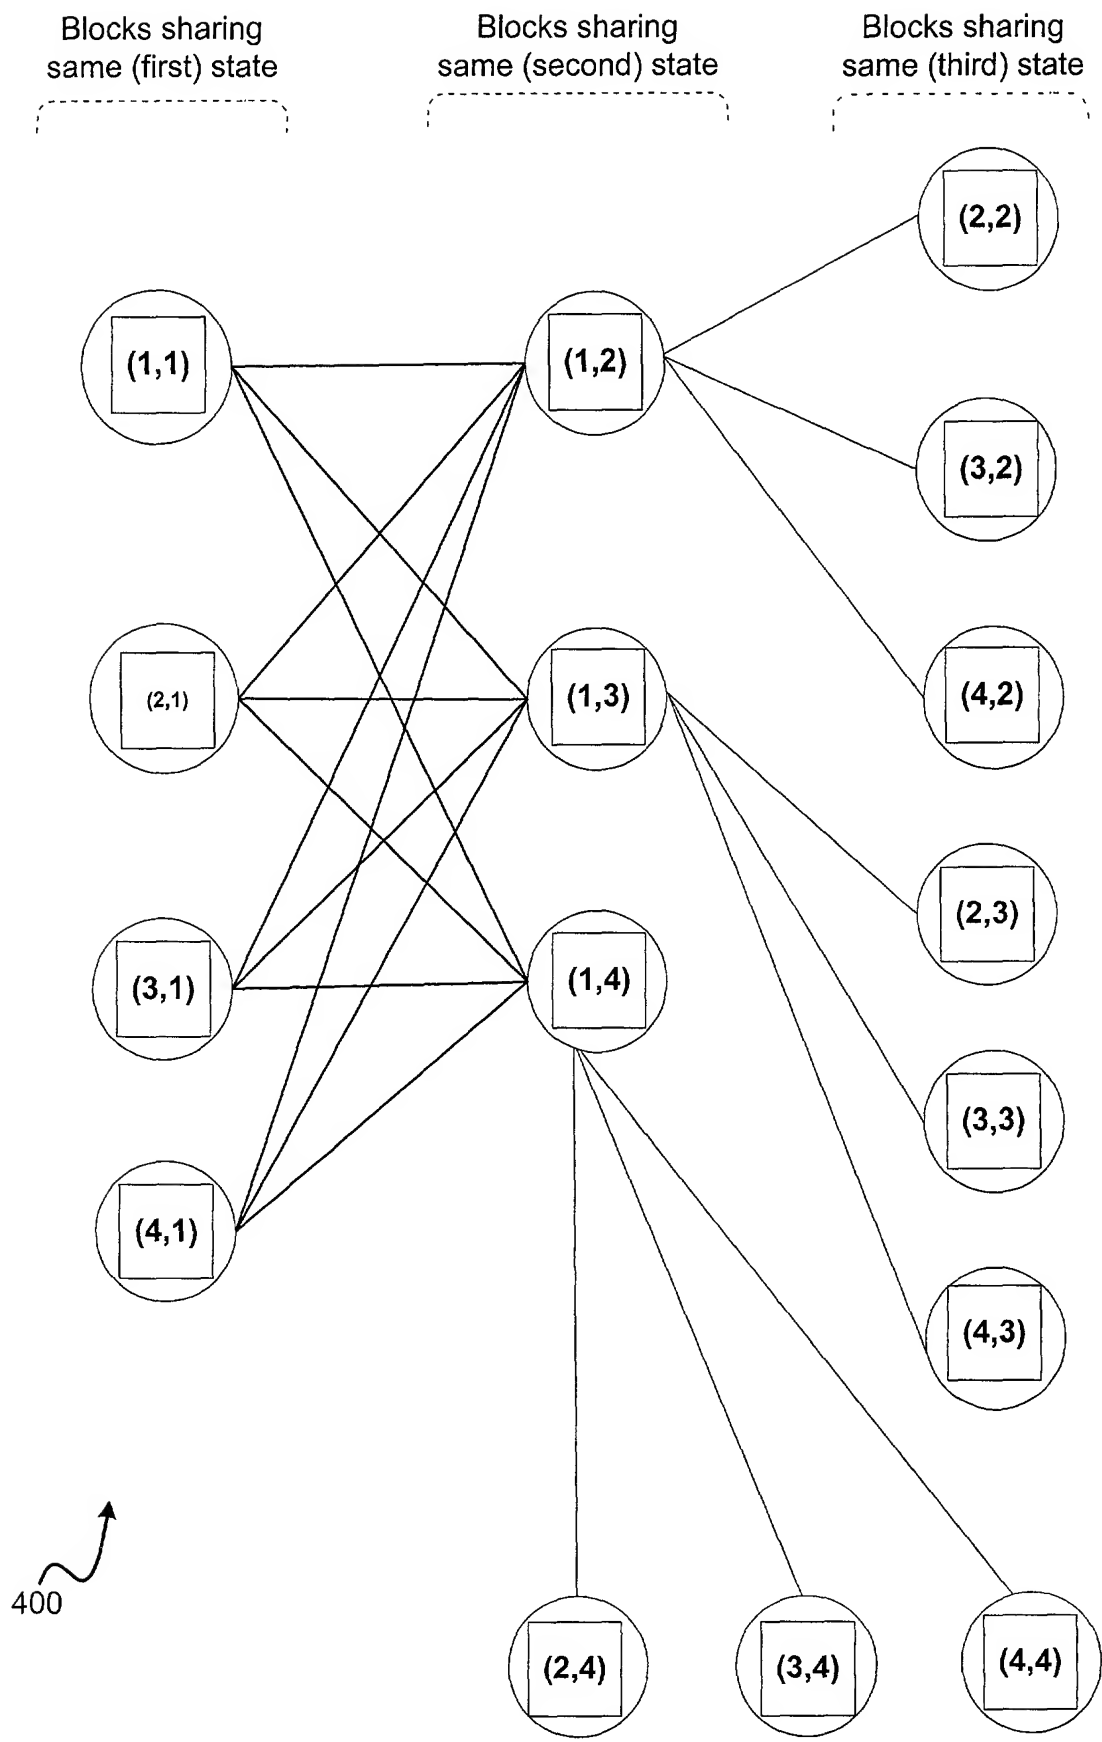 Blocks sharing
same (first) state
Blocks sharing
same (second) state
Blocks sharing
same (third) state
(2,2)
(1,1)
(1,2)
(3,2)
(2,1)
(1,3)
(4,2)
(2,3)
(3,1)
(1,4)
(3,3)
(4,1)
(4,3)
400
(2,4)
(3,4)
(4,4)